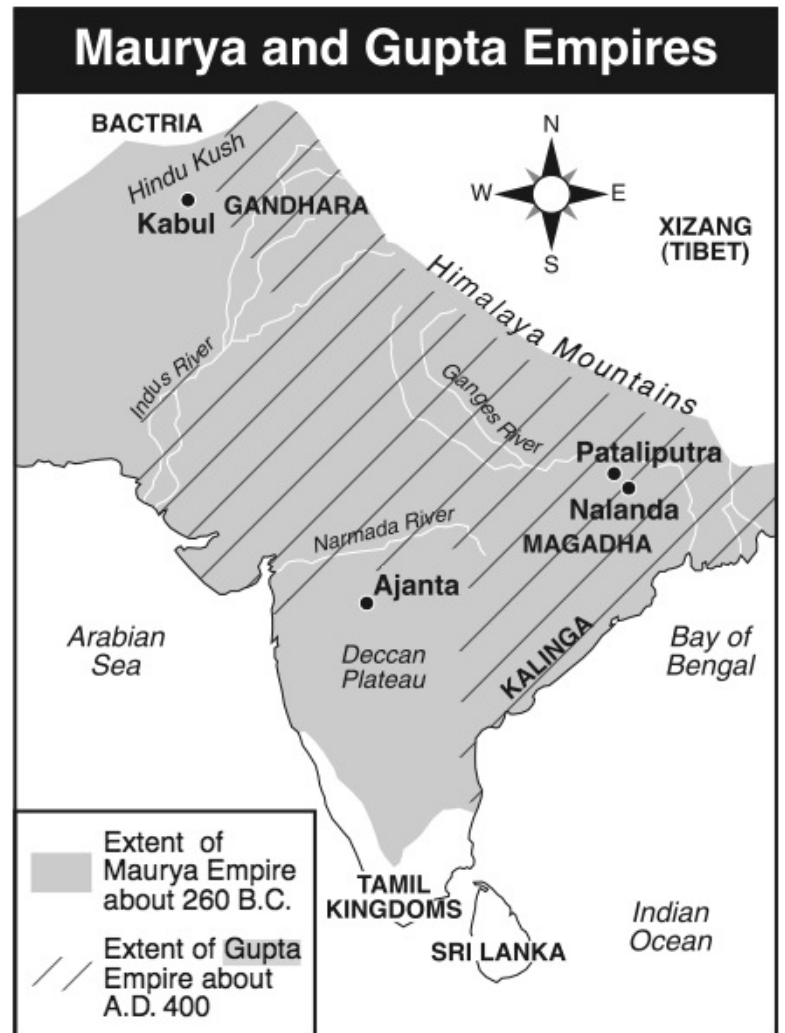 Maurya and Gupta Empires
BACTRIA
Hindu Kush
Kabul
GANDHARA
N
W
E
S
XIZANG
(TIBET)
Himalaya Mountains
Indus River
Ganges River
Pataliputra
Nalanda
MAGADHA
Narmada River
Ajanta
Arabian
Sea
Deccan
Plateau
KALINGA
Bay of
Bengal
Extent of
Maurya Empire
about 260 B.C.
Extent of Gupta
Empire about
A.D. 400
TAMIL
KINGDOMS
SRI LANKA
Indian
Ocean